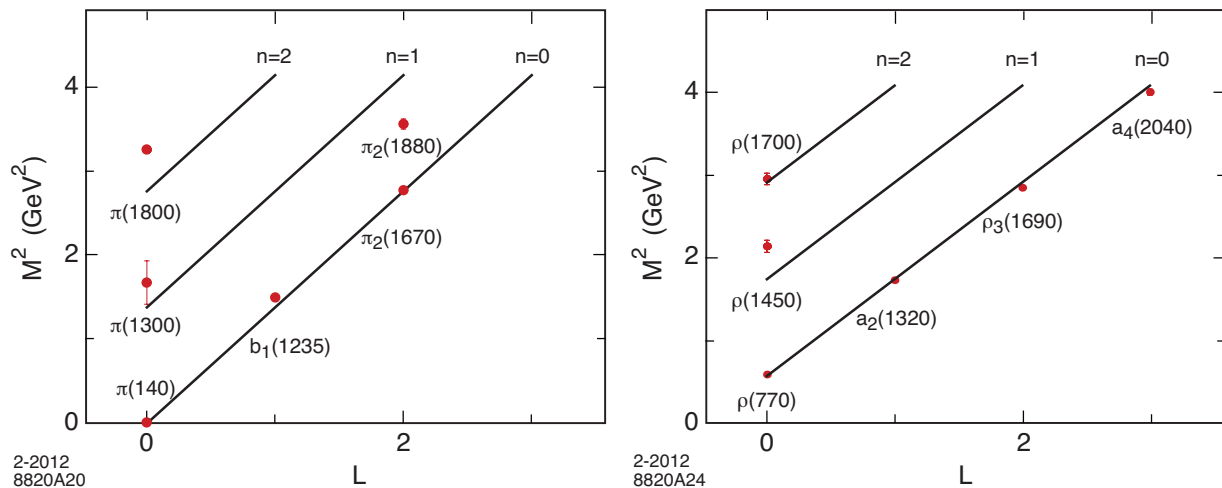 n=2
n=1
n=0
4
2
0
M² (GeV²)
π(1800)
π₂(1880)
π(1300)
π₂(1670)
b₁(1235)
π(140)
0
2
L
2-2012
8820A20
n=2
n=1
n=0
4
2
0
M² (GeV²)
ρ(1700)
a₄(2040)
ρ₃(1690)
ρ(1450)
a₂(1320)
ρ(770)
0
2
L
2-2012
8820A24